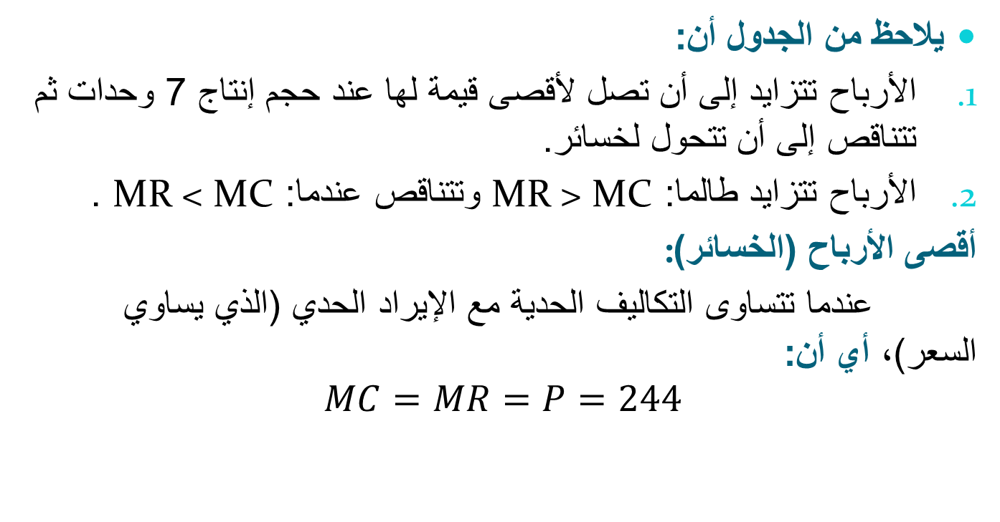 • يلاحظ من الجدول أن:
1. الأرباح تتزايد إلى أن تصل لأقصى قيمة لها عند حجم إنتاج 7 وحدات ثم
تتناقص إلى أن تتحول لخسائر.
2. الأرباح تتزايد طالما: MR > MC وتتناقص عندما: MR < MC .
أقصى الأرباح (الخسائر):
عندما تتساوى التكاليف الحدية مع الإيراد الحدي (الذي يساوي
السعر)، أي أن:
MC = MR = P = 244